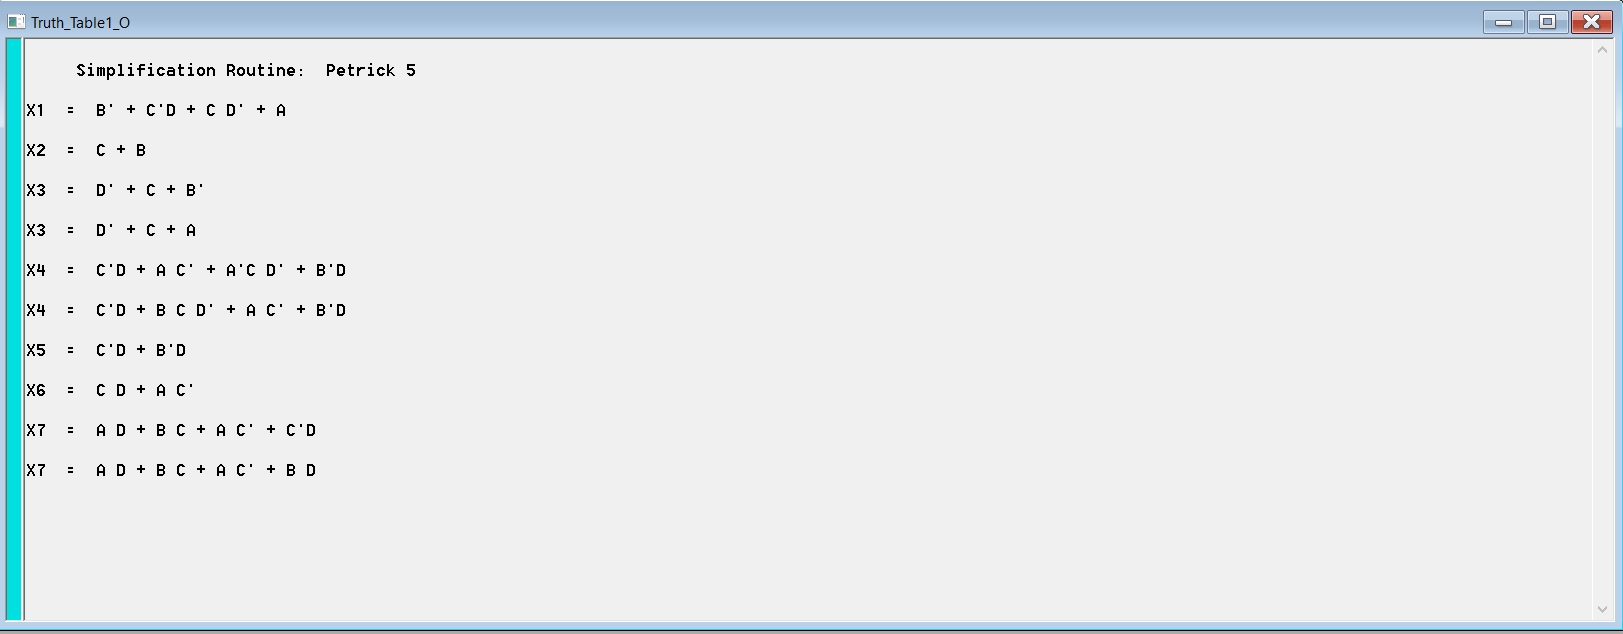 Truth_Table1_O
Simplification Routine:  Petrick 5
X1  =  B' + C'D + C D' + A
X2  =  C + B
X3  =  D' + C + B'
X3  =  D' + C + A
X4  =  C'D + A C' + A'C D' + B'D
X4  =  C'D + B C D' + A C' + B'D
X5  =  C'D + B'D
X6  =  C D + A C'
X7  =  A D + B C + A C' + C'D
X7  =  A D + B C + A C' + B D